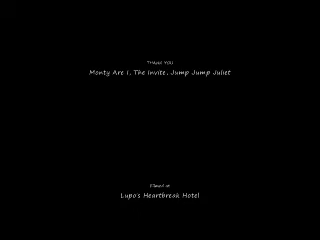 THANK YOU
Monty Are I, The Invite, Jump Jump Juliet
Filmed at
Lupo's Heartbreak Hotel